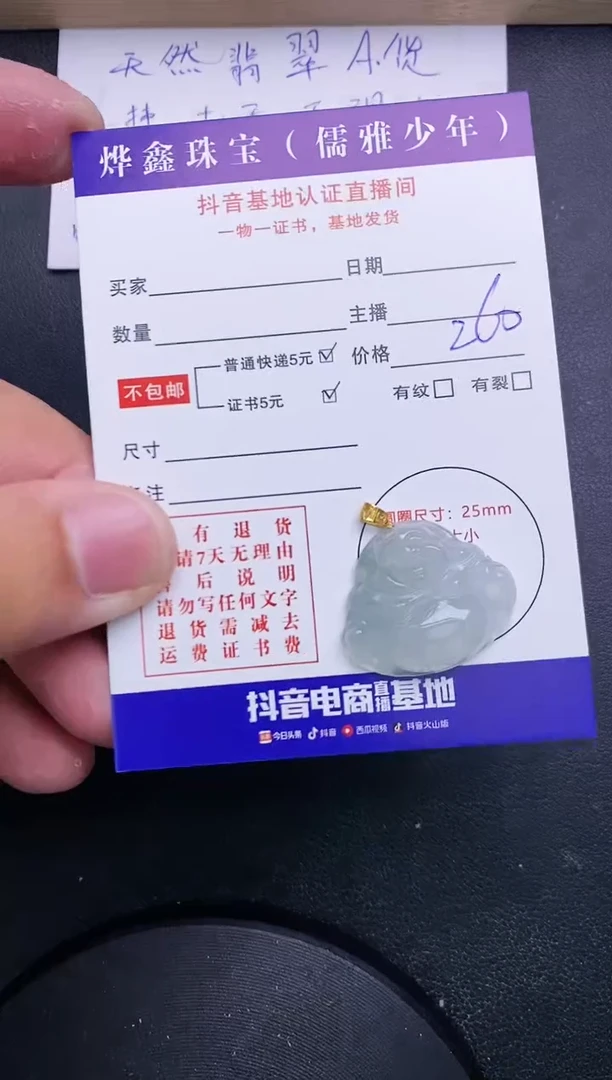 天然翡翠A.货
烨鑫珠宝（儒雅少年）
抖音基地认证直播间
一物一证书，基地发货
买家 日期
数量 主播
不包邮 普通快递5元 ☑ 价格 260
证书5元 ☑ 有纹 □ 有裂 □
尺寸
注
圆圈尺寸：25mm
大小
有退货
请7天无理由
后说明
请勿写任何文字
退货需减去
运费证书费
抖音电商直播基地
今日头条 抖音 西瓜视频 抖音火山版